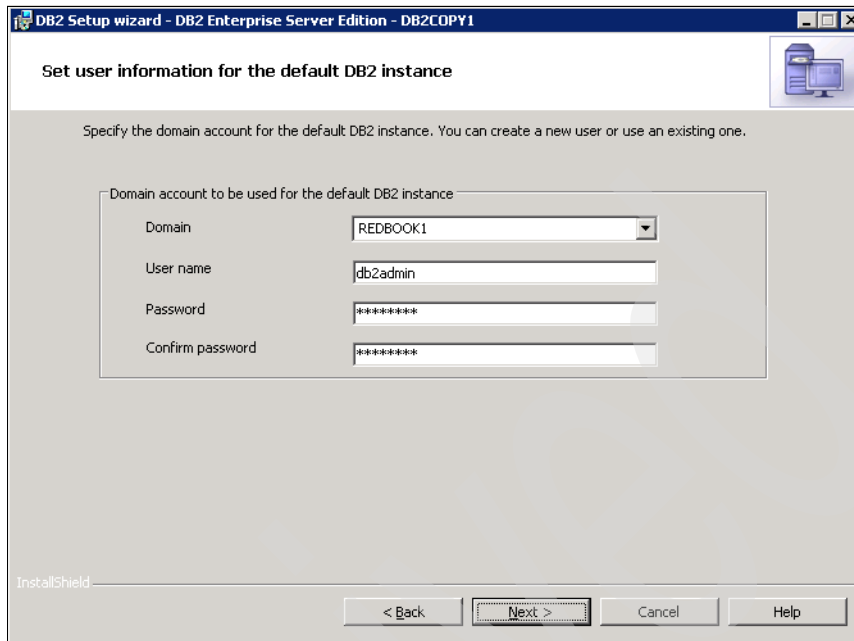 DB2 Setup wizard - DB2 Enterprise Server Edition - DB2COPY1
Set user information for the default DB2 instance
Specify the domain account for the default DB2 instance. You can create a new user or use an existing one.
Domain account to be used for the default DB2 instance
Domain REDBOOK1
User name db2admin
Password ********
Confirm password ********
InstallShield
< Back Next > Cancel Help